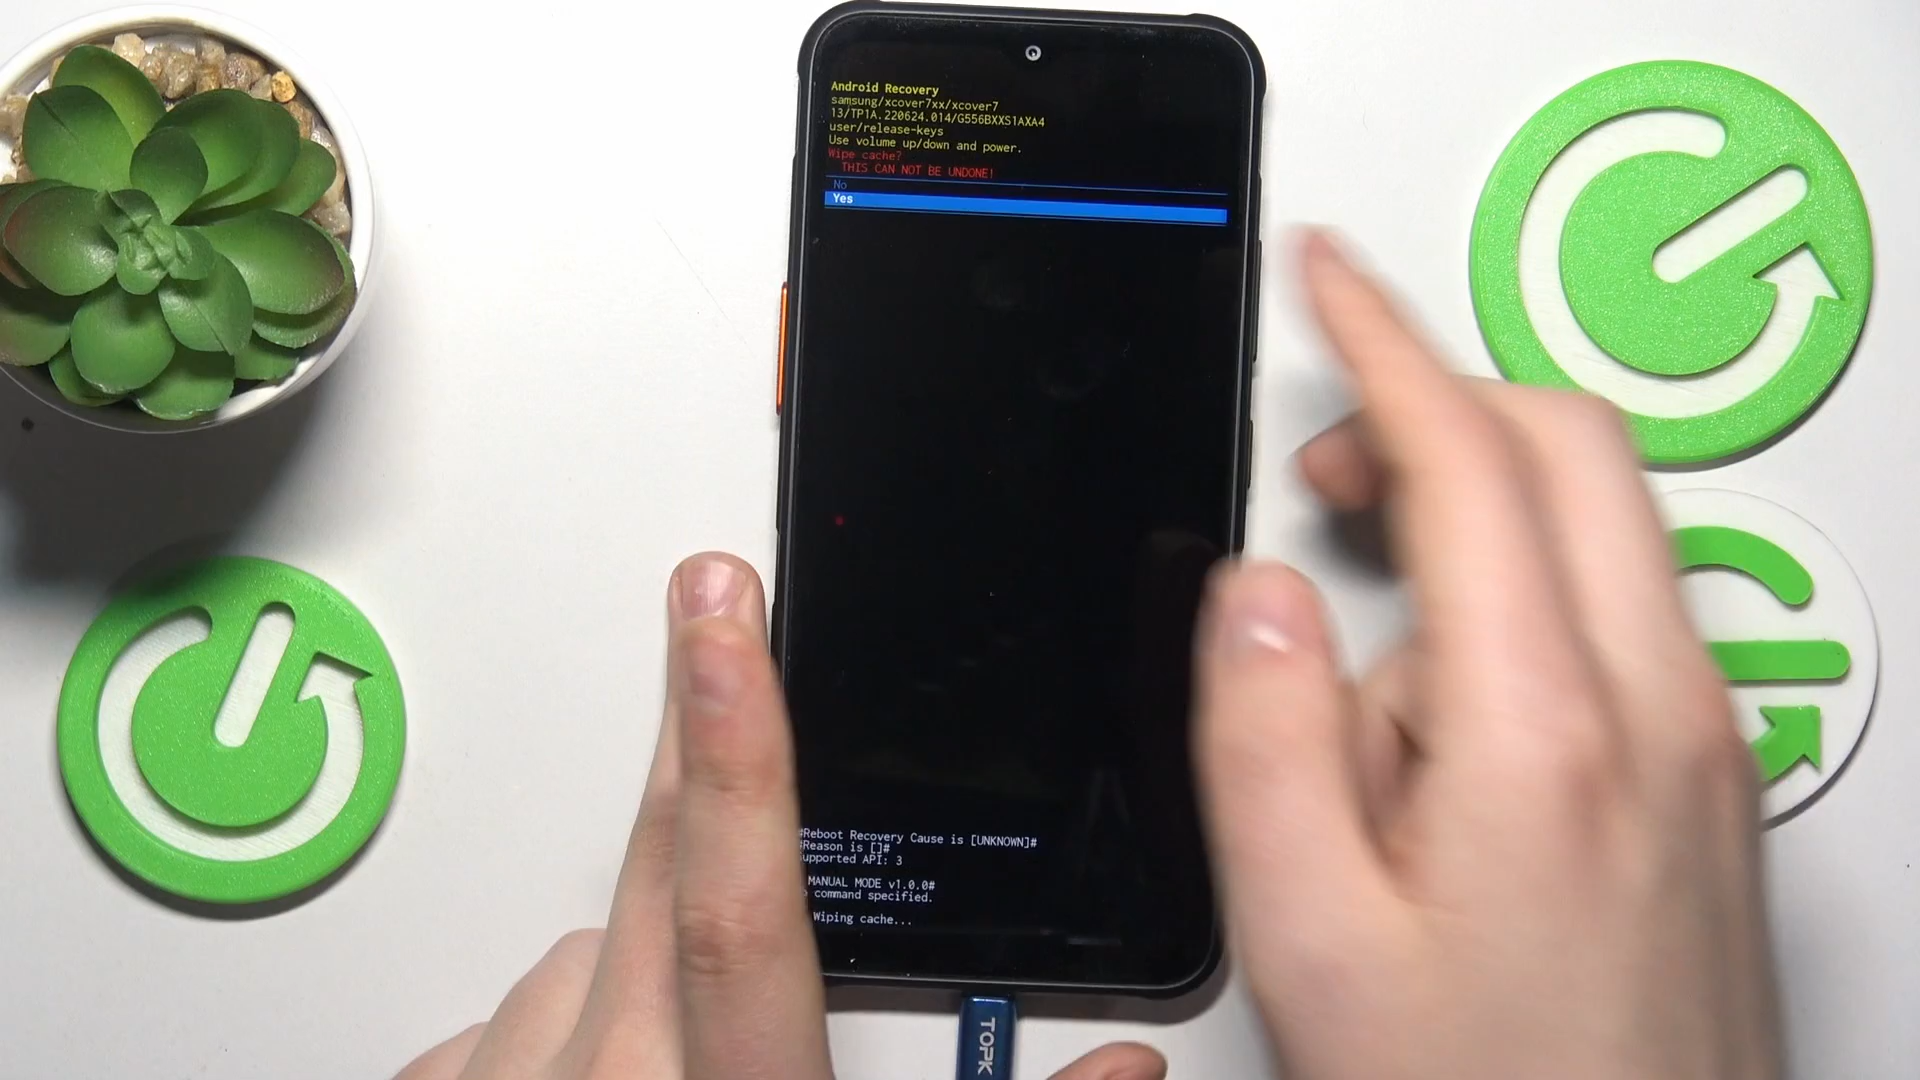 Android Recovery
samsung/xcover7xx/xcover7
13/TP1A.220624.014/G556BXXS1AXA4
user/release-keys
Use volume up/down and power.
Wipe cache?
THIS CAN NOT BE UNDONE!
No
Yes
#Reboot Recovery Cause is [UNKNOWN]#
#Reason is []#
upported API: 3
MANUAL MODE v1.0.0#
command specified.
Wiping cache...
TOPK